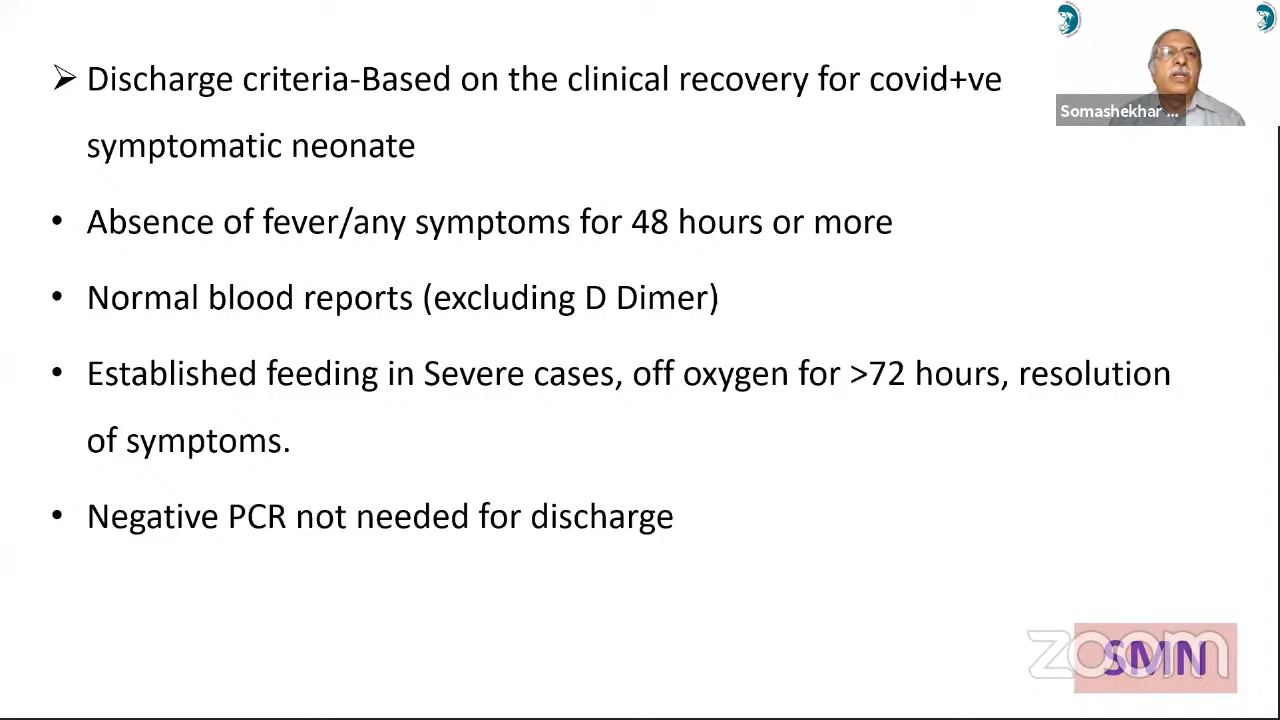 ➢ Discharge criteria-Based on the clinical recovery for covid+ve
symptomatic neonate
• Absence of fever/any symptoms for 48 hours or more
• Normal blood reports (excluding D Dimer)
• Established feeding in Severe cases, off oxygen for >72 hours, resolution
of symptoms.
• Negative PCR not needed for discharge
Somashekhar ...
zoom
SMN